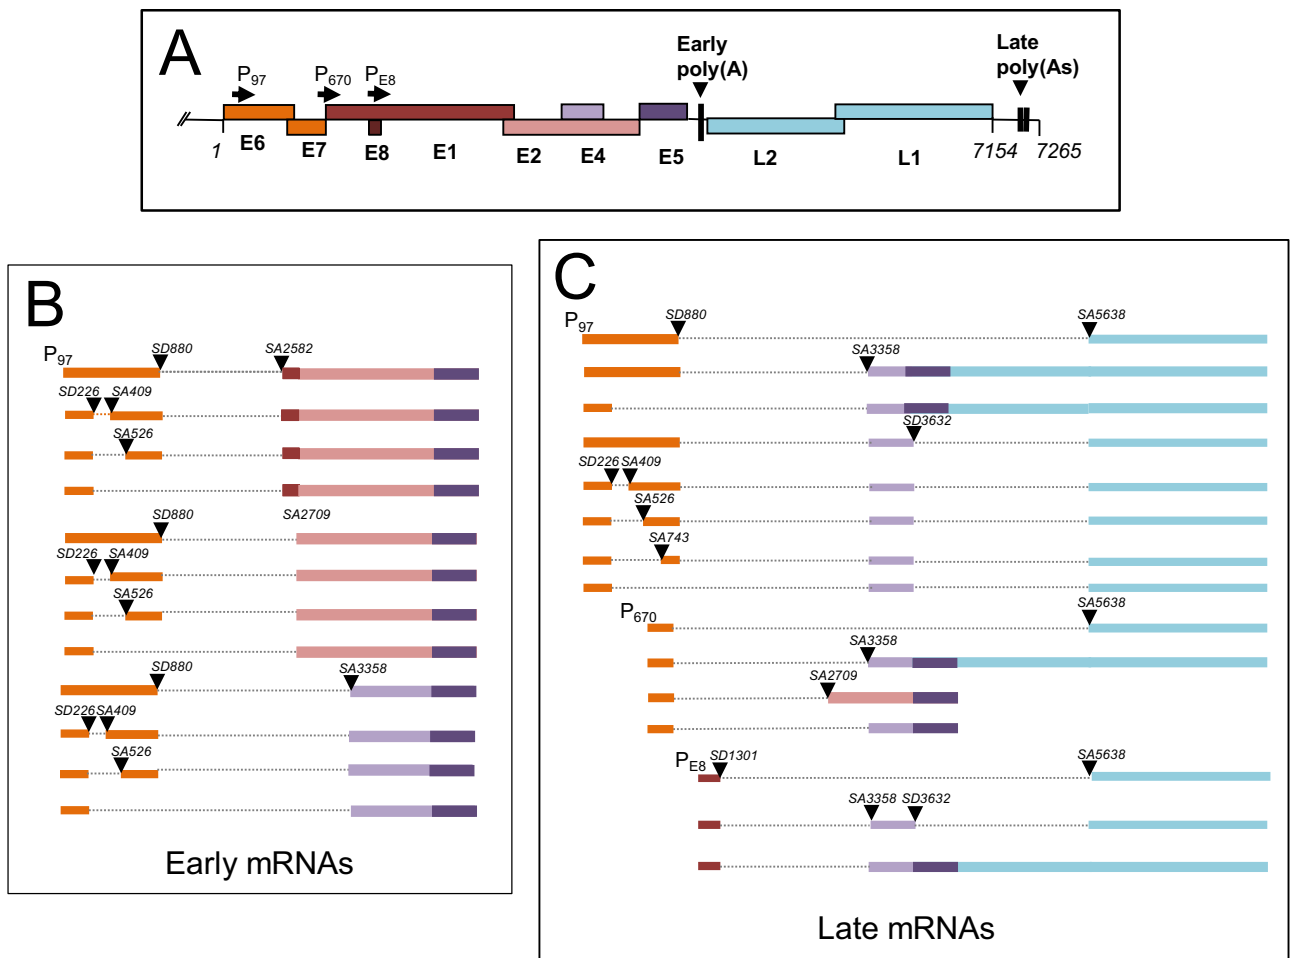 A
Early
poly(A)
Late
poly(As)
P97 P670 PE8
1 E6 E7 E8 E1 E2 E4 E5 L2 L1 7154 7265
B
P97 SD880 SA2582
SD226 SA409
SA526
SD880 SA2709
SD226 SA409
SA526
SD880 SA3358
SD226 SA409
SA526
Early mRNAs
C
P97 SD880 SA5638
SA3358
SD3632
SD226 SA409
SA526
SA743
P670 SA5638
SA3358
SA2709
PE8 SD1301 SA5638
SA3358 SD3632
Late mRNAs